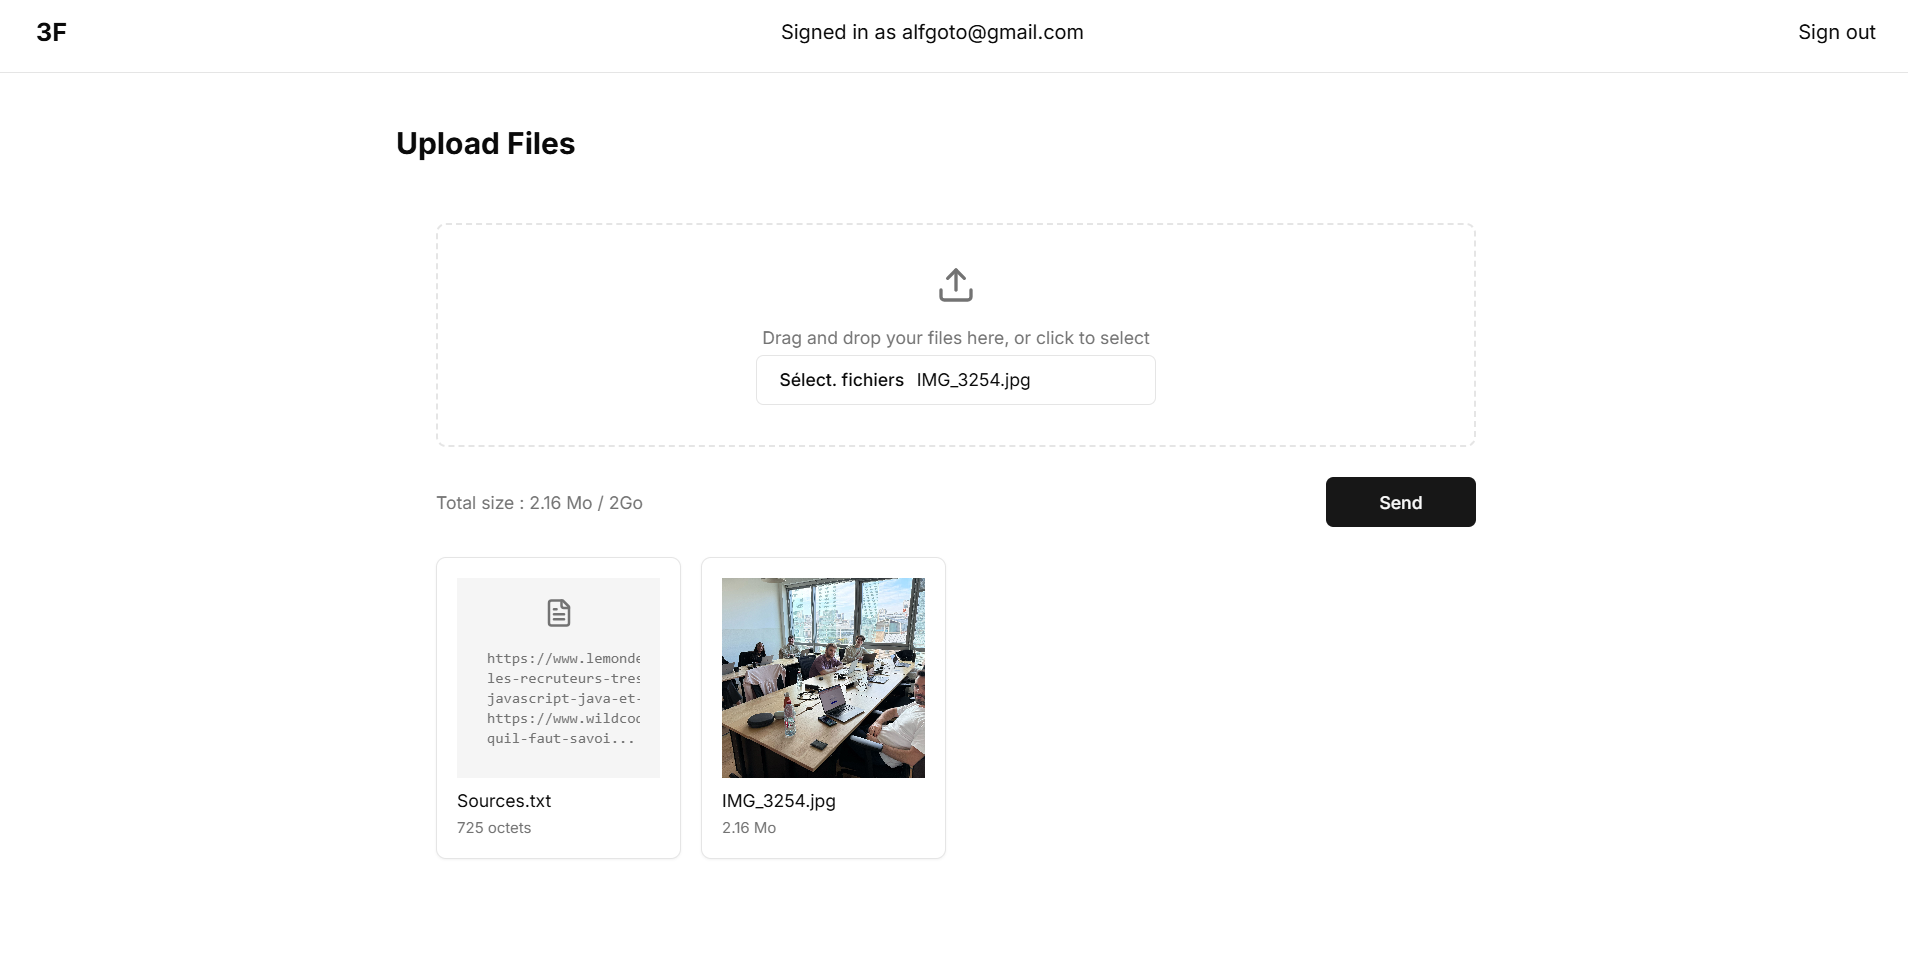 3F
Signed in as alfgoto@gmail.com
Sign out
Upload Files
Drag and drop your files here, or click to select
Sélect. fichiers IMG_3254.jpg
Total size : 2.16 Mo / 2Go
Send
https://www.lemonde
les-recruteurs-tres
javascript-java-et-
https://www.wildcod
quil-faut-savoi...
Sources.txt
725 octets
IMG_3254.jpg
2.16 Mo